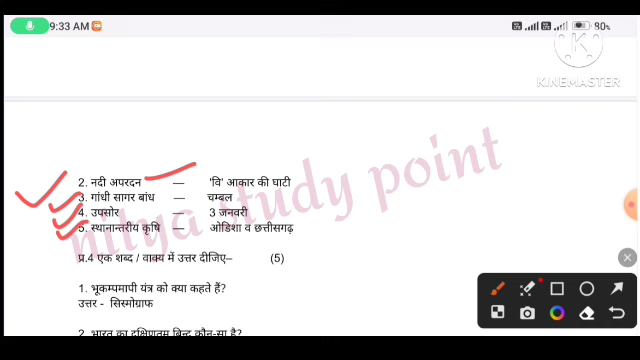 9:33 AM
80%
KINEMASTER
2. नदी अपरदन — 'वि' आकार की घाटी
3. गांधी सागर बांध — चम्बल
4. उपसोर — 3 जनवरी
5. स्थानान्तरीय कृषि — ओडिशा व छत्तीसगढ़
nitya study point
प्र.4 एक शब्द / वाक्य में उत्तर दीजिए– (5)
1. भूकम्पमापी यंत्र को क्या कहते हैं?
उत्तर - सिस्मोग्राफ
2. भारत का दक्षिणतम बिन्दु कौन-सा है?